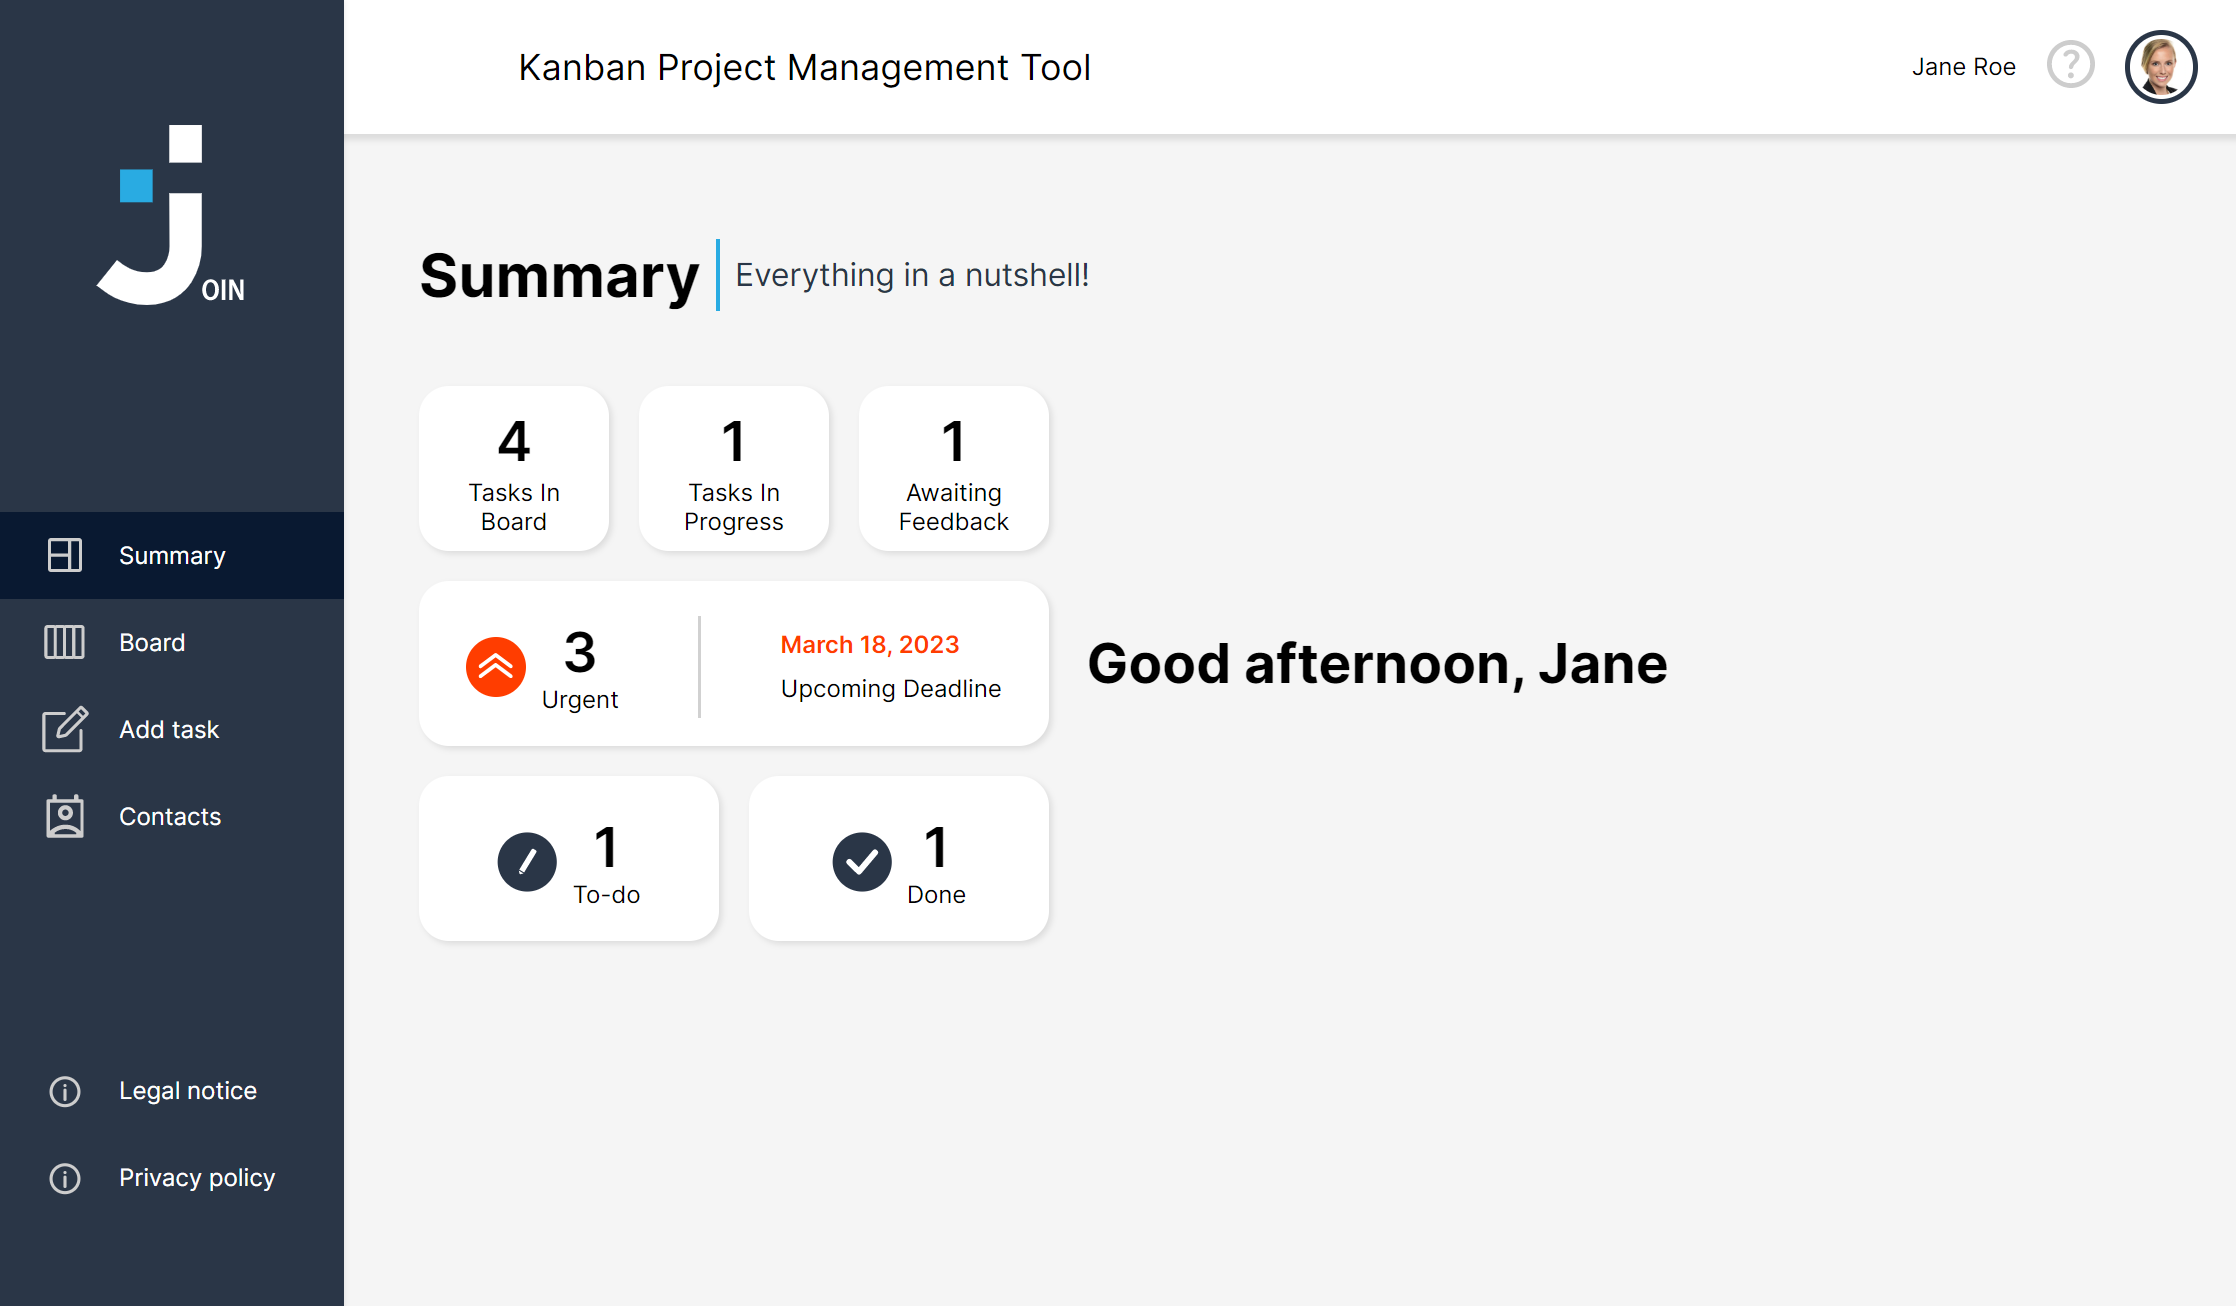 OIN
Summary
Board
Add task
Contacts
Legal notice
Privacy policy
Kanban Project Management Tool
Jane Roe
Summary
Everything in a nutshell!
4
Tasks In
Board
1
Tasks In
Progress
1
Awaiting
Feedback
3
Urgent
March 18, 2023
Upcoming Deadline
1
To-do
1
Done
Good afternoon, Jane